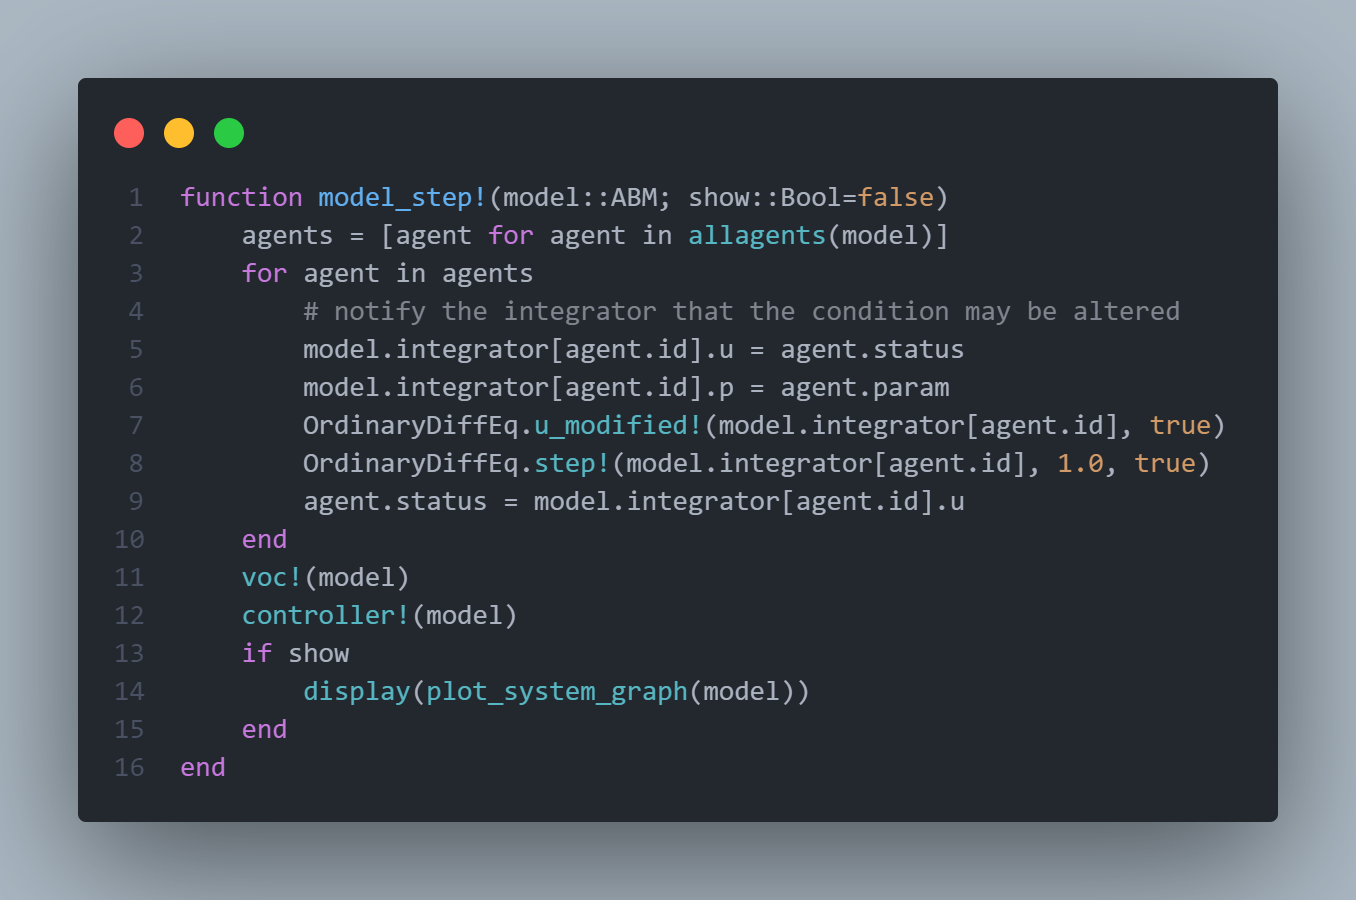 1 function model_step!(model::ABM; show::Bool=false)
2     agents = [agent for agent in allagents(model)]
3     for agent in agents
4         # notify the integrator that the condition may be altered
5         model.integrator[agent.id].u = agent.status
6         model.integrator[agent.id].p = agent.param
7         OrdinaryDiffEq.u_modified!(model.integrator[agent.id], true)
8         OrdinaryDiffEq.step!(model.integrator[agent.id], 1.0, true)
9         agent.status = model.integrator[agent.id].u
10     end
11     voc!(model)
12     controller!(model)
13     if show
14         display(plot_system_graph(model))
15     end
16 end